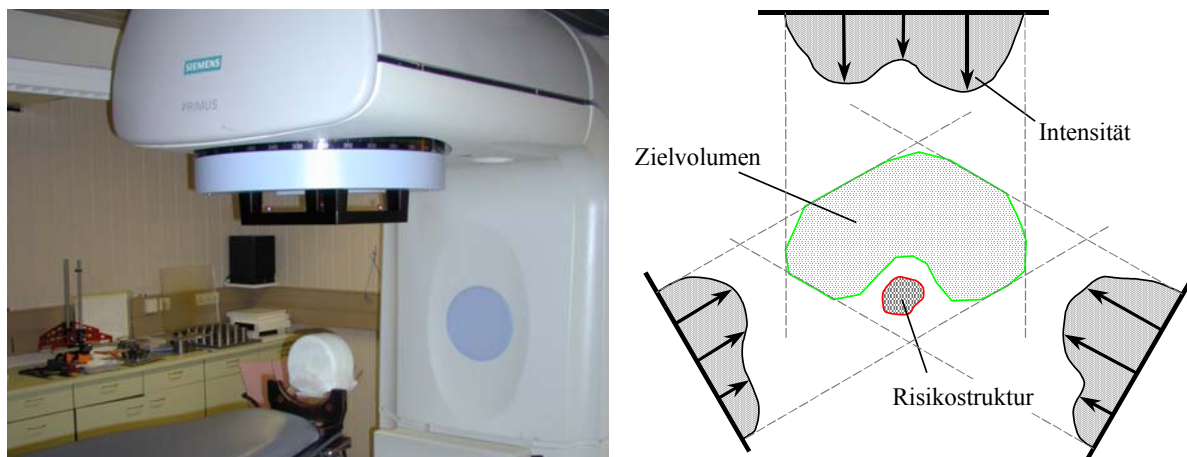 SIEMENS
PRIMUS
Intensität
Zielvolumen
Risikostruktur